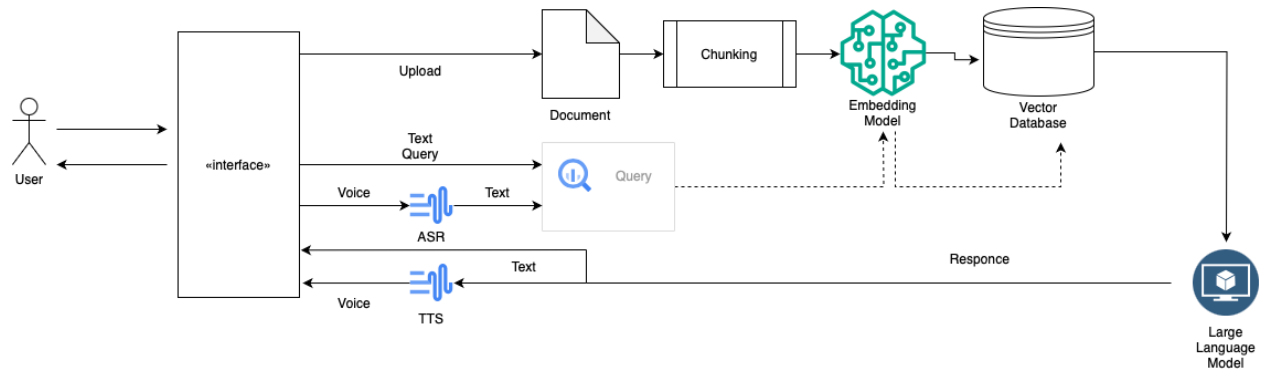 Upload
Document
Chunking
Embedding
Model
Vector
Database
User
«interface»
Text
Query
Query
Voice
Text
ASR
Text
Responce
Voice
TTS
Large
Language
Model